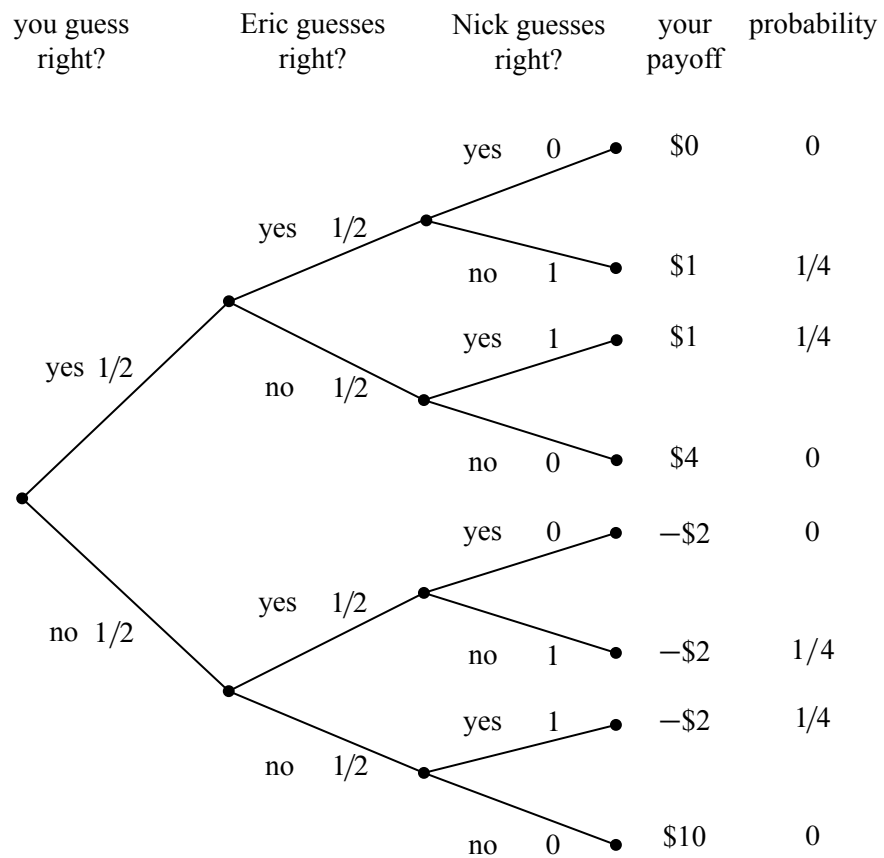 you guess right?
Eric guesses right?
Nick guesses right?
your payoff
probability
yes 0 $0 0
yes 1/2
no 1 $1 1/4
yes 1 $1 1/4
yes 1/2
no 1/2
no 0 $4 0
yes 0 −$2 0
yes 1/2
no 1/2
no 1 −$2 1/4
yes 1 −$2 1/4
no 1/2
no 0 $10 0